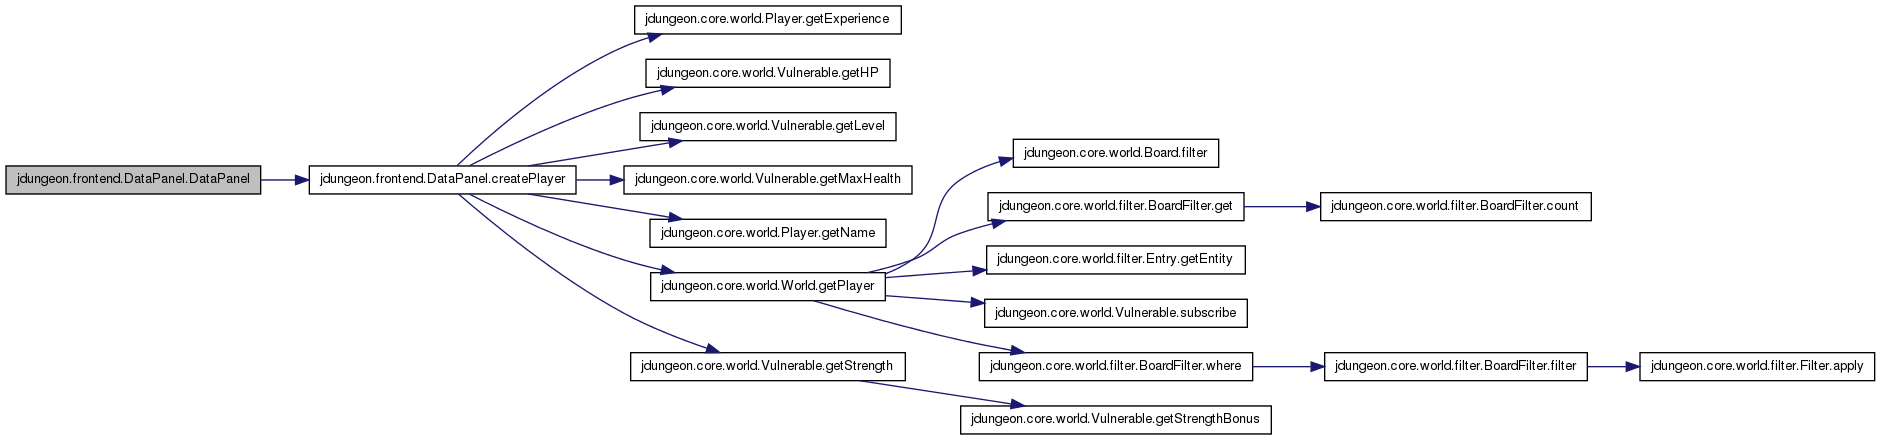 jdungeon.core.world.Player.getExperience
jdungeon.core.world.Vulnerable.getHP
jdungeon.core.world.Vulnerable.getLevel
jdungeon.core.world.Board.filter
jdungeon.frontend.DataPanel.DataPanel
jdungeon.frontend.DataPanel.createPlayer
jdungeon.core.world.Vulnerable.getMaxHealth
jdungeon.core.world.filter.BoardFilter.get
jdungeon.core.world.filter.BoardFilter.count
jdungeon.core.world.Player.getName
jdungeon.core.world.filter.Entry.getEntity
jdungeon.core.world.World.getPlayer
jdungeon.core.world.Vulnerable.subscribe
jdungeon.core.world.Vulnerable.getStrength
jdungeon.core.world.filter.BoardFilter.where
jdungeon.core.world.filter.BoardFilter.filter
jdungeon.core.world.filter.Filter.apply
jdungeon.core.world.Vulnerable.getStrengthBonus